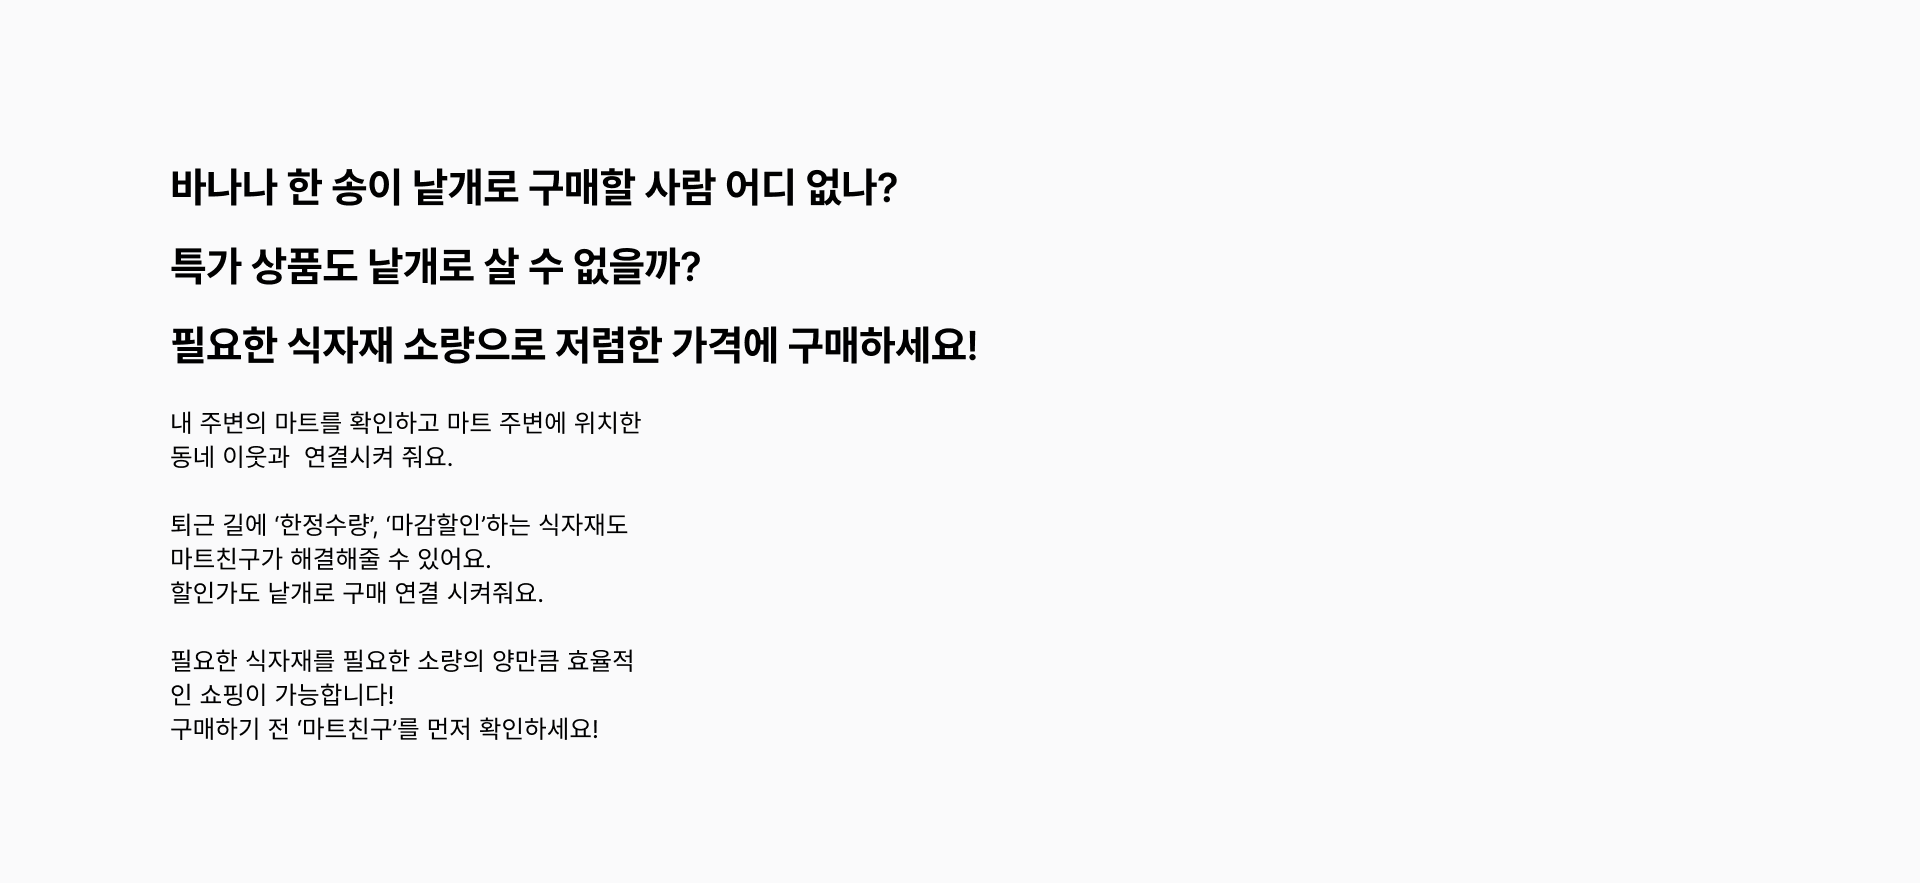 바나나 한 송이 낱개로 구매할 사람 어디 없나?
특가 상품도 낱개로 살 수 없을까?
필요한 식자재 소량으로 저렴한 가격에 구매하세요!
내 주변의 마트를 확인하고 마트 주변에 위치한
동네 이웃과  연결시켜 줘요.
퇴근 길에 ‘한정수량’, ‘마감할인’하는 식자재도
마트친구가 해결해줄 수 있어요.
할인가도 낱개로 구매 연결 시켜줘요.
필요한 식자재를 필요한 소량의 양만큼 효율적
인 쇼핑이 가능합니다!
구매하기 전 ‘마트친구’를 먼저 확인하세요!